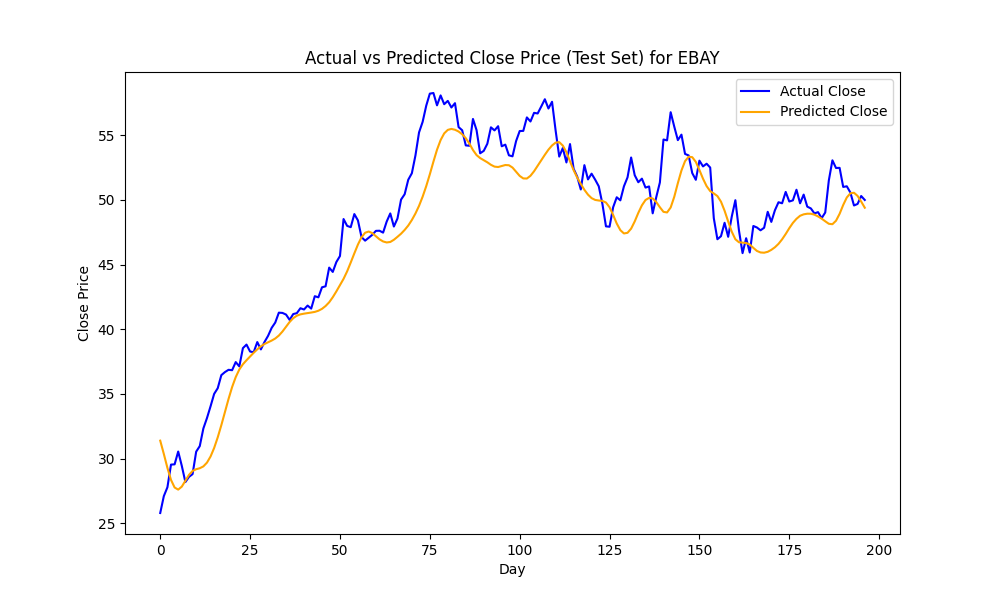 Actual vs Predicted Close Price (Test Set) for EBAY
Actual Close
Predicted Close
Close Price
55
50
45
40
35
30
25
0 25 50 75 100 125 150 175 200
Day